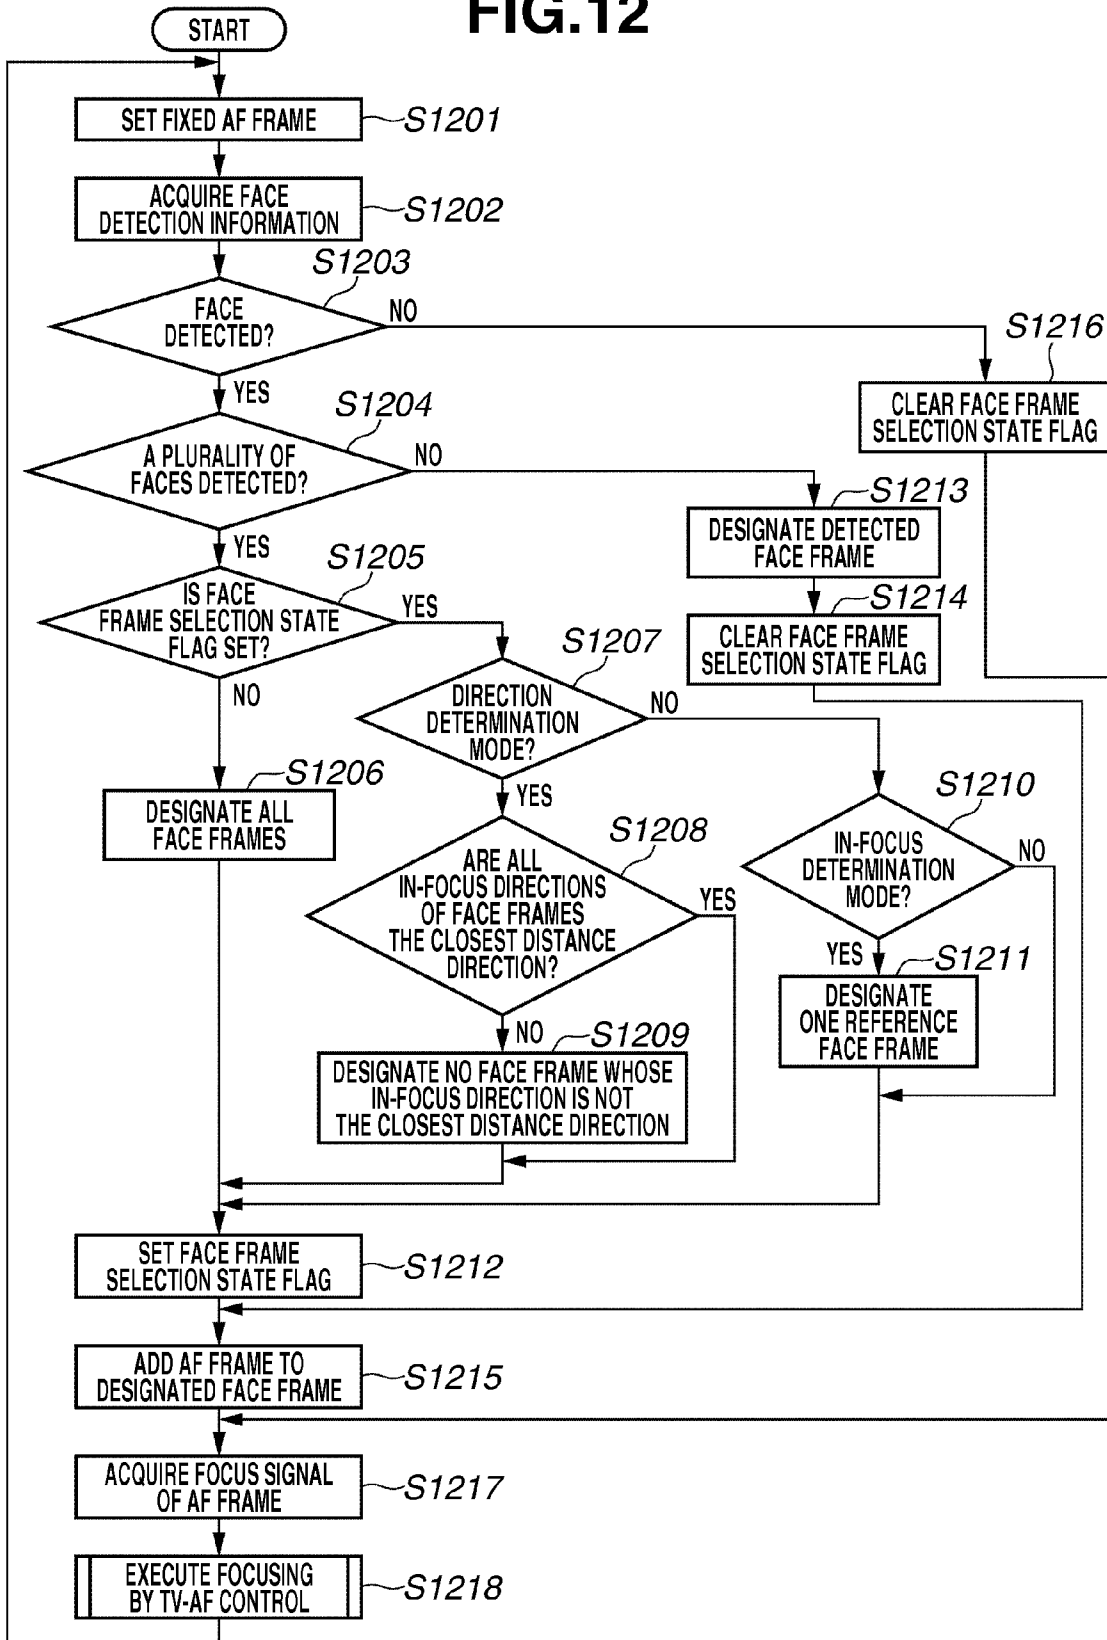 FIG.12
START
SET FIXED AF FRAME
S1201
ACQUIRE FACE
DETECTION INFORMATION
S1202
S1203
FACE
DETECTED?
NO
YES
S1216
CLEAR FACE FRAME
SELECTION STATE FLAG
S1204
A PLURALITY OF
FACES DETECTED?
NO
YES
S1213
DESIGNATE DETECTED
FACE FRAME
S1214
CLEAR FACE FRAME
SELECTION STATE FLAG
S1205
IS FACE
FRAME SELECTION STATE
FLAG SET?
YES
NO
S1207
DIRECTION
DETERMINATION
MODE?
NO
YES
S1206
DESIGNATE ALL
FACE FRAMES
S1208
ARE ALL
IN-FOCUS DIRECTIONS
OF FACE FRAMES
THE CLOSEST DISTANCE
DIRECTION?
YES
NO
S1210
IN-FOCUS
DETERMINATION
MODE?
NO
YES
S1211
DESIGNATE
ONE REFERENCE
FACE FRAME
S1209
DESIGNATE NO FACE FRAME WHOSE
IN-FOCUS DIRECTION IS NOT
THE CLOSEST DISTANCE DIRECTION
SET FACE FRAME
SELECTION STATE FLAG
S1212
ADD AF FRAME TO
DESIGNATED FACE FRAME
S1215
ACQUIRE FOCUS SIGNAL
OF AF FRAME
S1217
EXECUTE FOCUSING
BY TV-AF CONTROL
S1218